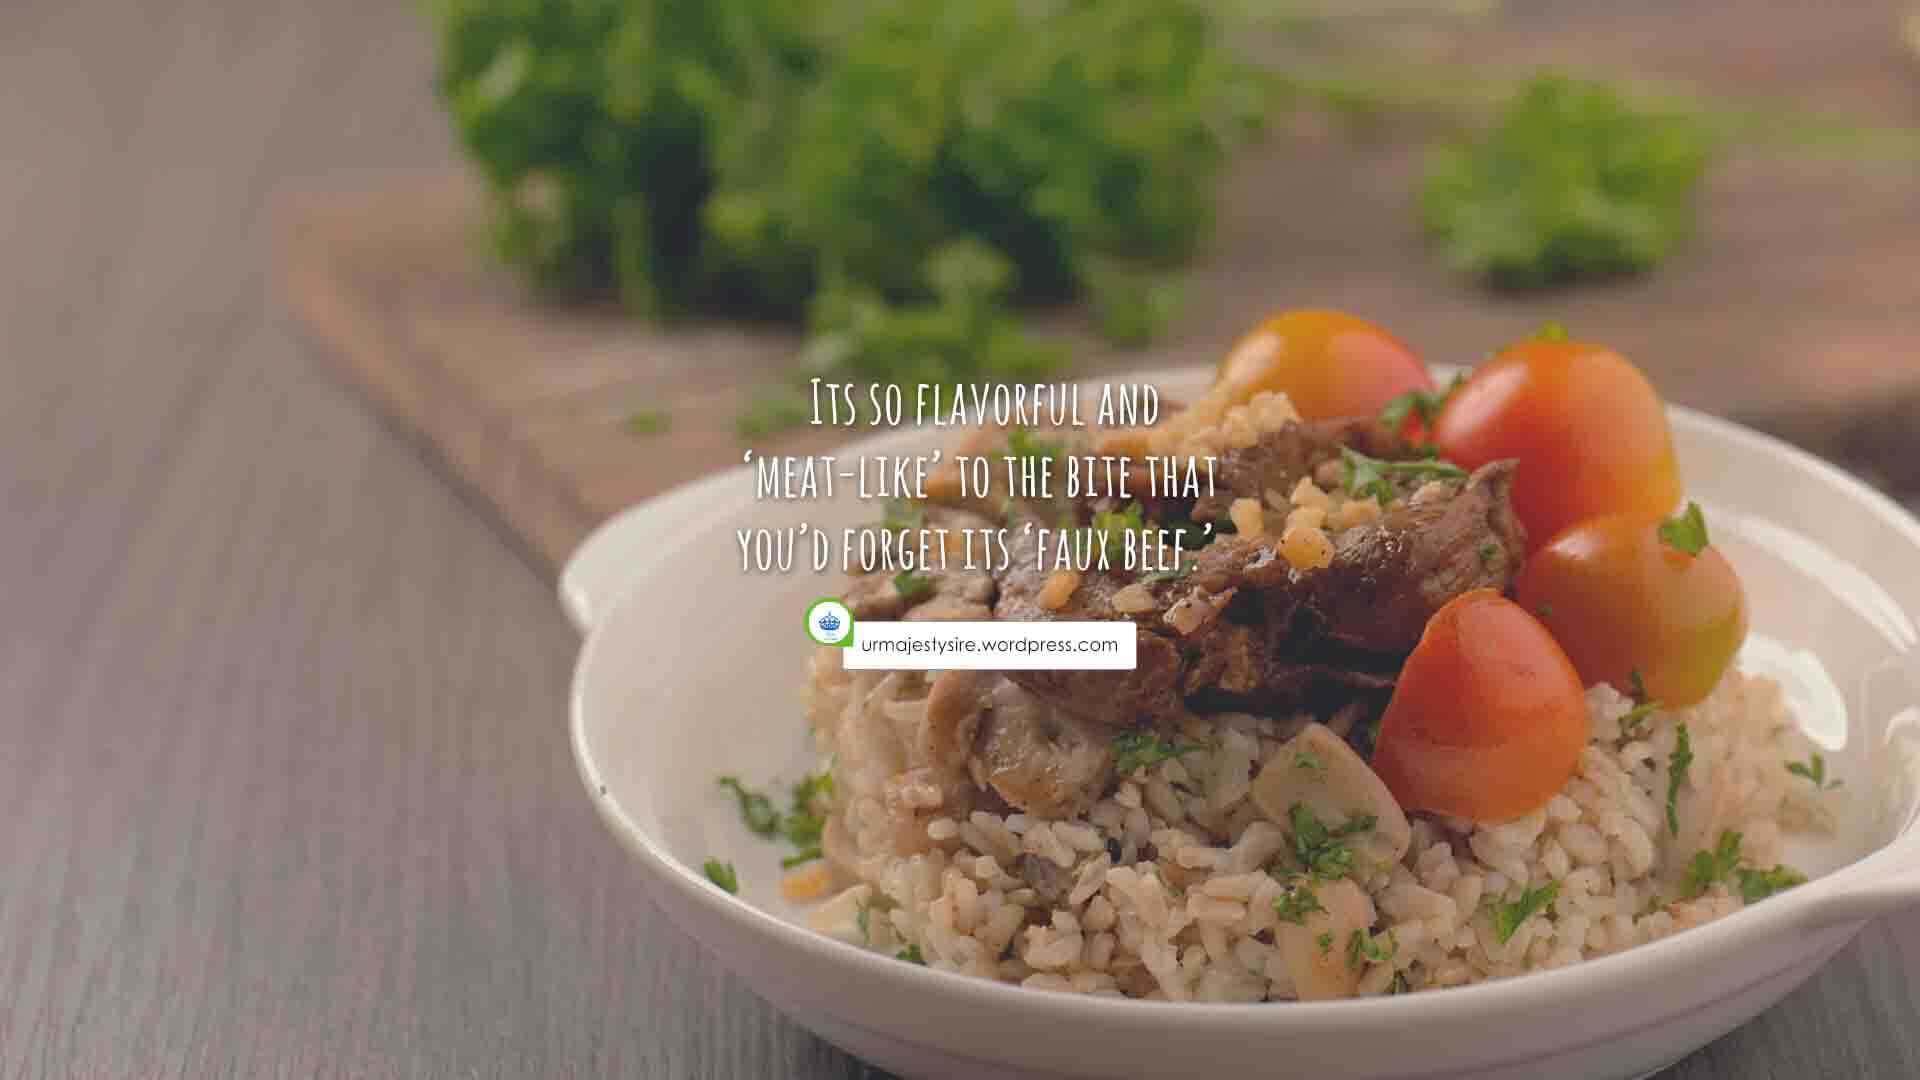 Its so flavorful and
‘meat-like’ to the bite that
you’d forget its ‘faux beef.’
urmajestysire.wordpress.com